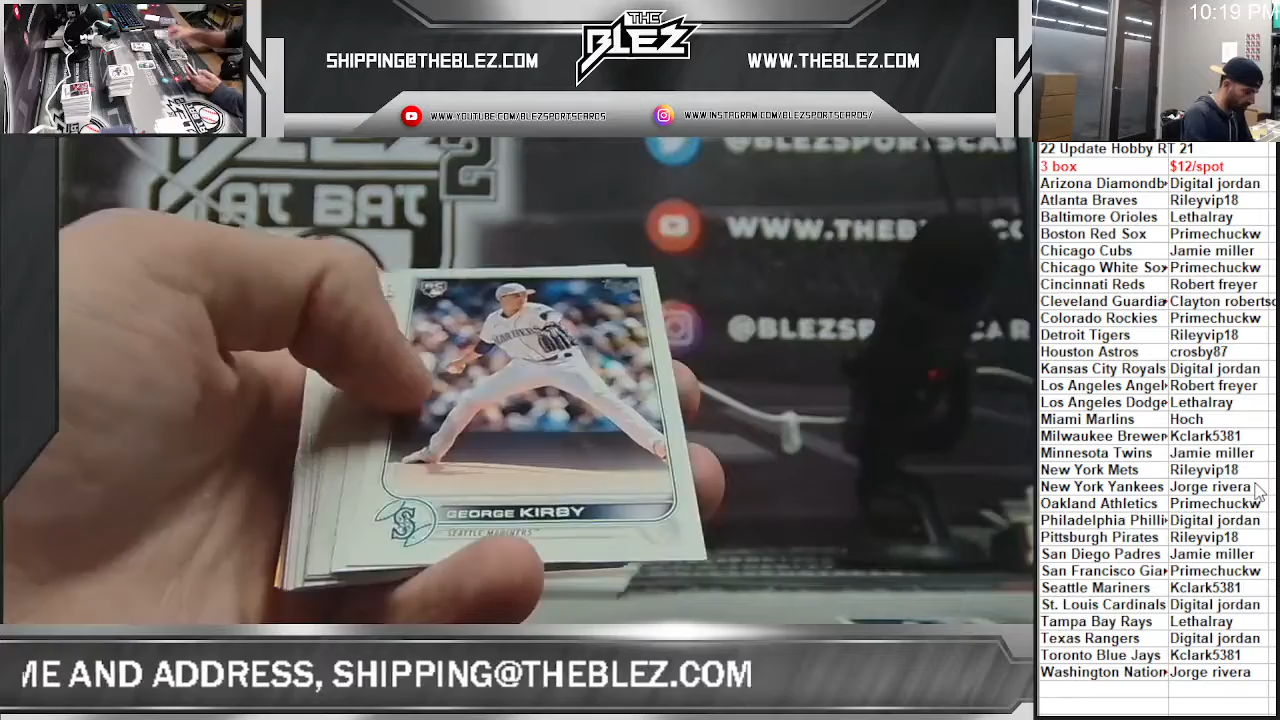 10:19 PM
THE
BLEZ
SHIPPING@THEBLEZ.COM
WWW.THEBLEZ.COM
WWW.YOUTUBE.COM/BLEZSPORTSCARDS
WWW.INSTAGRAM.COM/BLEZSPORTSCARDS/
22 Update Hobby RT 21
3 box $12/spot
Arizona Diamondb Digital jordan
Atlanta Braves Rileyvip18
Baltimore Orioles Lethalray
Boston Red Sox Primechuckw
Chicago Cubs Jamie miller
Chicago White Sox Primechuckw
Cincinnati Reds Robert freyer
Cleveland Guardia Clayton robertso
Colorado Rockies Primechuckw
Detroit Tigers Rileyvip18
Houston Astros crosby87
Kansas City Royals Digital jordan
Los Angeles Angel Robert freyer
Los Angeles Dodge Lethalray
Miami Marlins Hoch
Milwaukee Brewer Kclark5381
Minnesota Twins Jamie miller
New York Mets Rileyvip18
New York Yankees Jorge rivera
Oakland Athletics Primechuckw
Philadelphia Philli Digital jordan
Pittsburgh Pirates Rileyvip18
San Diego Padres Jamie miller
San Francisco Gia Primechuckw
Seattle Mariners Kclark5381
St. Louis Cardinals Digital jordan
Tampa Bay Rays Lethalray
Texas Rangers Digital jordan
Toronto Blue Jays Kclark5381
Washington Nation Jorge rivera
@BLEZSPORTSCAR
AT BAT
WWW.THEB
@BLEZSP
RC
MARINERS
GEORGE KIRBY
SEATTLE MARINERS
ME AND ADDRESS, SHIPPING@THEBLEZ.COM